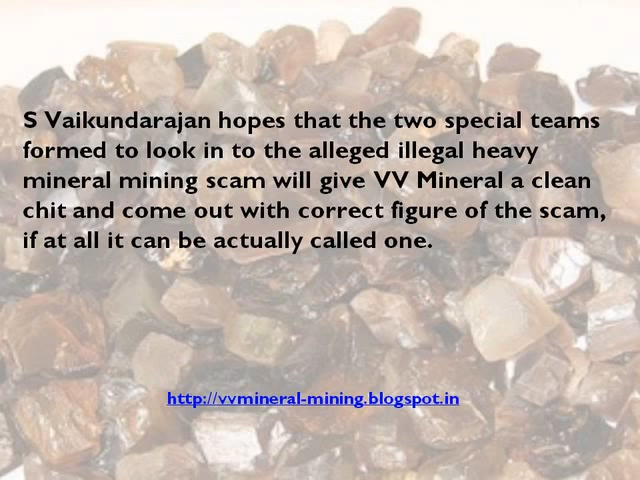 S Vaikundarajan hopes that the two special teams
formed to look in to the alleged illegal heavy
mineral mining scam will give VV Mineral a clean
chit and come out with correct figure of the scam,
if at all it can be actually called one.
http://vvmineral-mining.blogspot.in